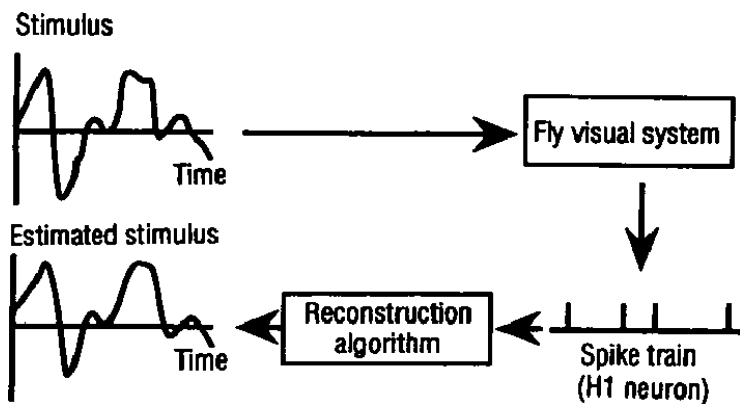 Stimulus
Time
Fly visual system
Estimated stimulus
Time
Reconstruction
algorithm
Spike train
(H1 neuron)